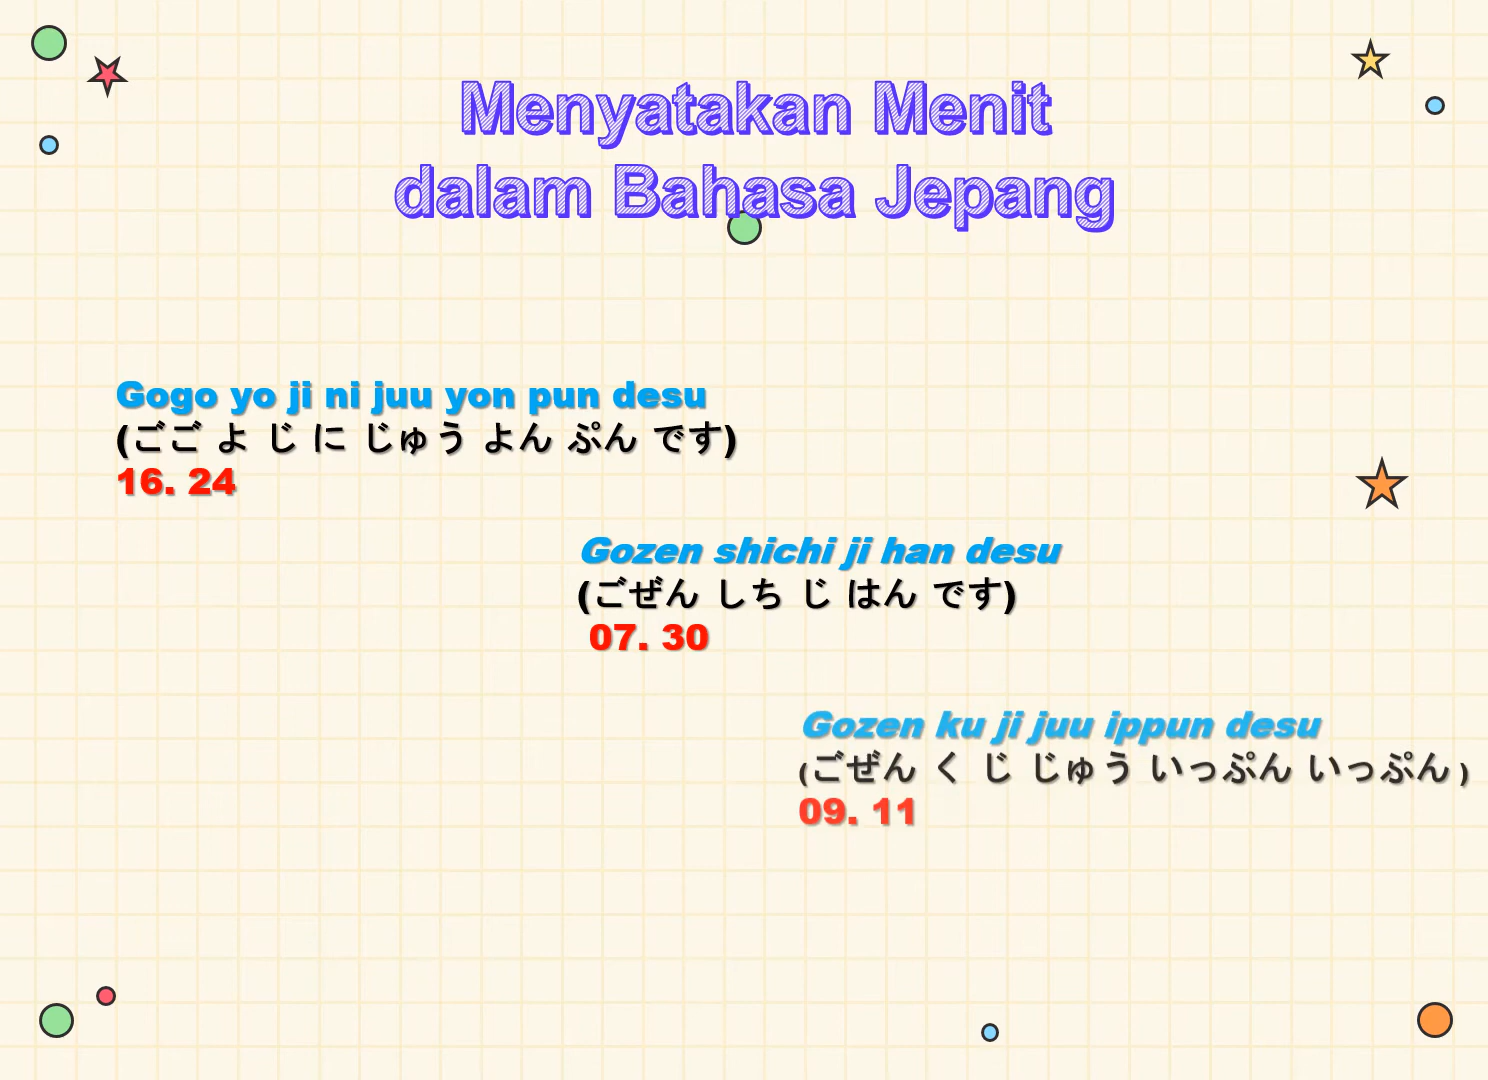 Menyatakan Menit
dalam Bahasa Jepang
Gogo yo ji ni juu yon pun desu
(ごご よ じ に じゅう よん ぷん です)
16. 24
Gozen shichi ji han desu
(ごぜん しち じ はん です)
07. 30
Gozen ku ji juu ippun desu
(ごぜん く じ じゅう いっぷん いっぷん )
09. 11